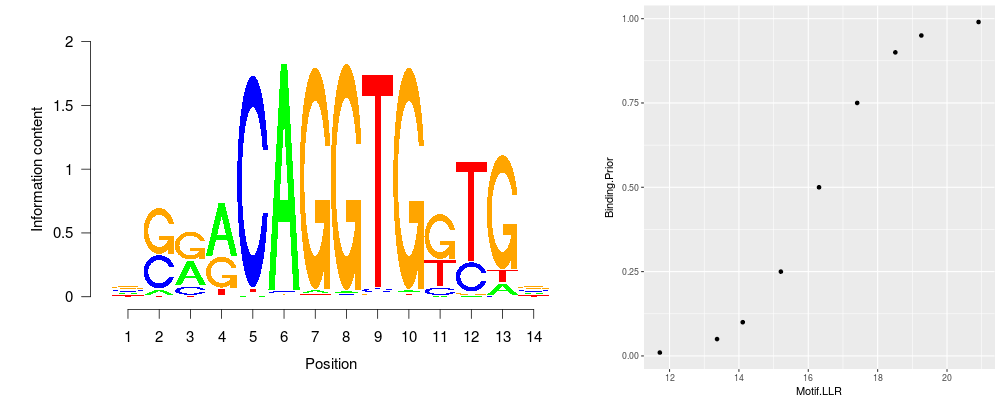 2
1.5
1
0.5
0
Information content
GGACAGGTGGTG
CAGTCTA
1 2 3 4 5 6 7 8 9 10 11 12 13 14
Position
1.00
0.75
0.50
0.25
0.00
Binding.Prior
12 14 16 18 20
Motif.LLR